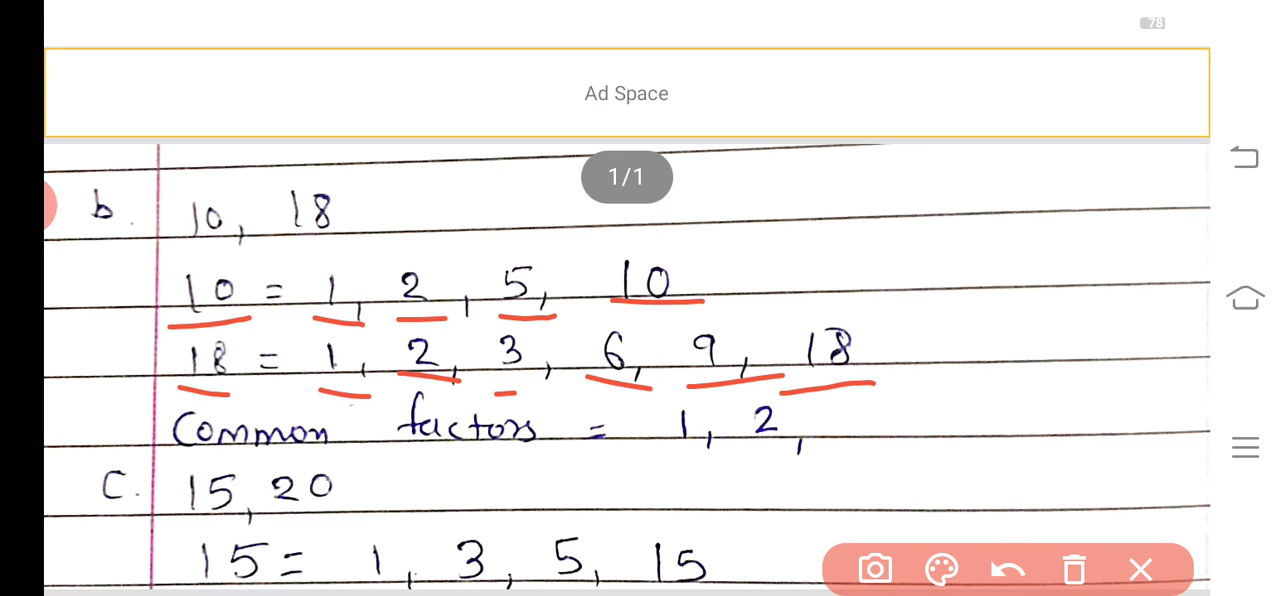 78
Ad Space
1/1
b. 10, 18
10 = 1, 2, 5, 10
18 = 1, 2, 3, 6, 9, 18
Common factors = 1, 2,
C. 15, 20
15 = 1, 3, 5, 15